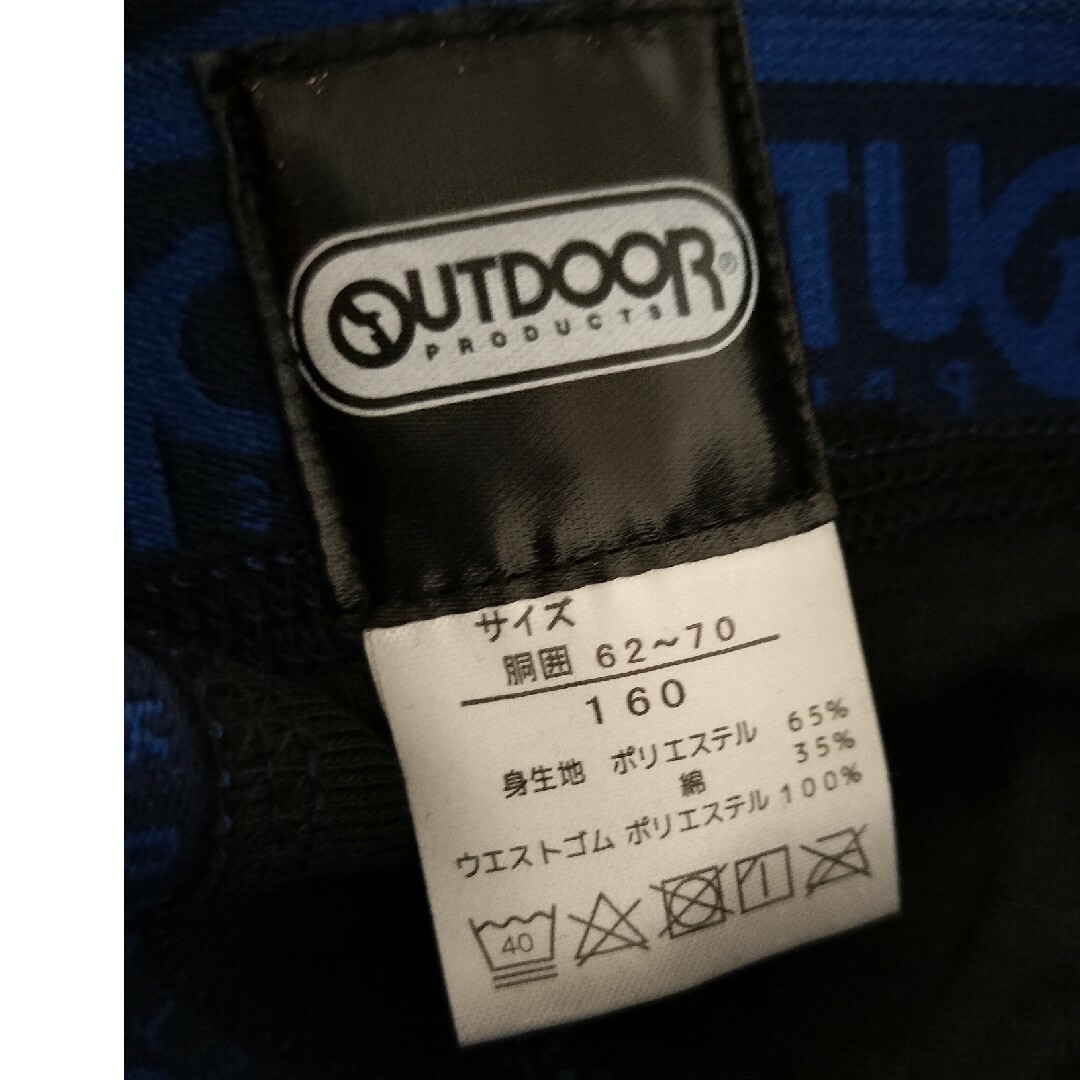 OUTDOOR®
PRODUCTS
サイズ
胴囲 62～70
160
身生地 ポリエステル 65%
綿 35%
ウエストゴム ポリエステル 100%
40